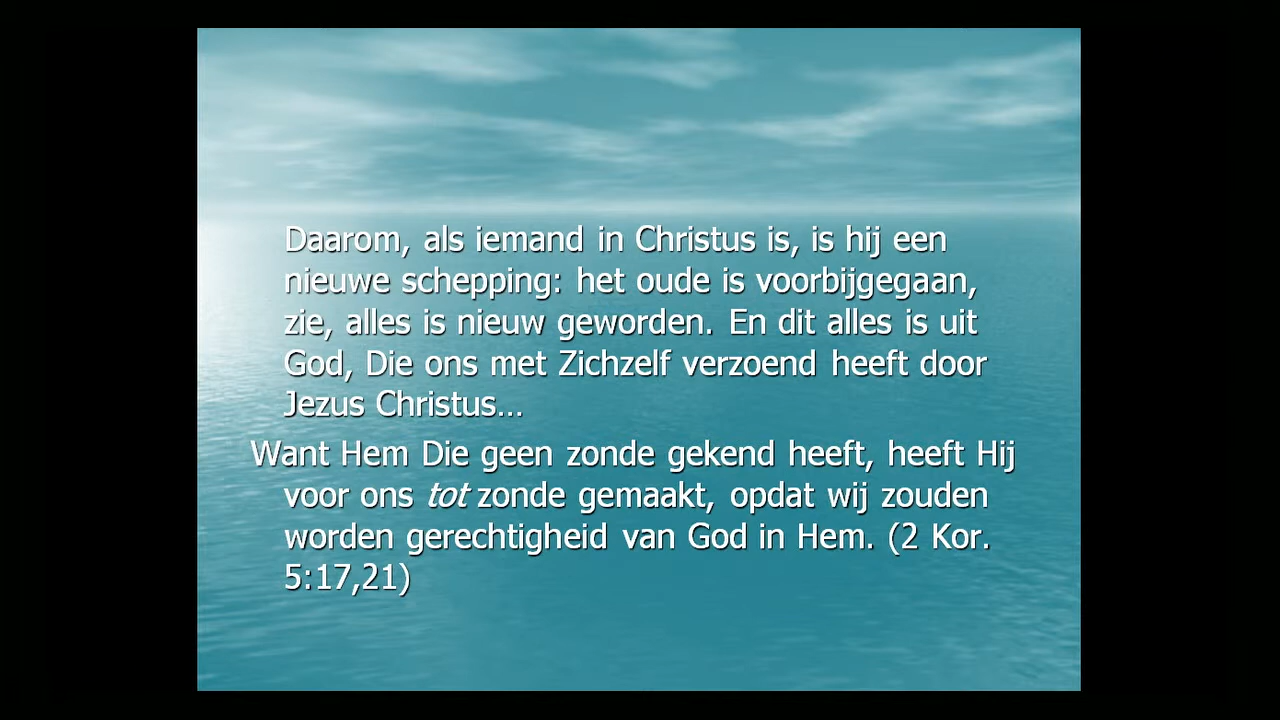 Daarom, als iemand in Christus is, is hij een
nieuwe schepping: het oude is voorbijgegaan,
zie, alles is nieuw geworden. En dit alles is uit
God, Die ons met Zichzelf verzoend heeft door
Jezus Christus...
Want Hem Die geen zonde gekend heeft, heeft Hij
voor ons tot zonde gemaakt, opdat wij zouden
worden gerechtigheid van God in Hem. (2 Kor.
5:17,21)